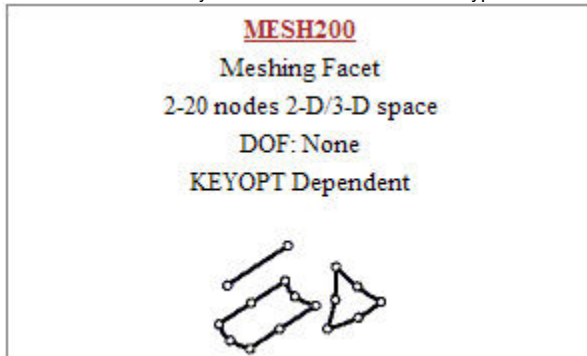 MESH200
Meshing Facet
2-20 nodes 2-D/3-D space
DOF: None
KEYOPT Dependent